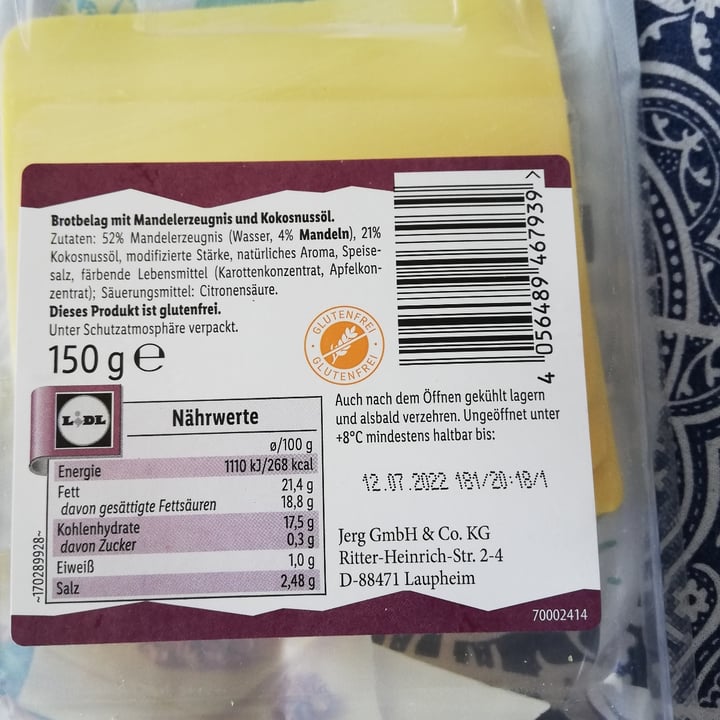 Brotbelag mit Mandelerzeugnis und Kokosnussöl.
Zutaten: 52% Mandelerzeugnis (Wasser, 4% Mandeln), 21%
Kokosnussöl, modifizierte Stärke, natürliches Aroma, Speise-
salz, färbende Lebensmittel (Karottenkonzentrat, Apfelkon-
zentrat); Säuerungsmittel: Citronensäure.
Dieses Produkt ist glutenfrei.
Unter Schutzatmosphäre verpackt.
150 g e
GLUTENFREI
GLUTENFREI
4 056489 467939 >
LIDL
Nährwerte
ø/100 g
Energie 1110 kJ/268 kcal
Fett 21,4 g
davon gesättigte Fettsäuren 18,8 g
Kohlenhydrate 17,5 g
davon Zucker 0,3 g
Eiweiß 1,0 g
Salz 2,48 g
~170289928~
Auch nach dem Öffnen gekühlt lagern
und alsbald verzehren. Ungeöffnet unter
+8°C mindestens haltbar bis:
12.07.2022 181/20:18/1
Jerg GmbH & Co. KG
Ritter-Heinrich-Str. 2-4
D-88471 Laupheim
70002414